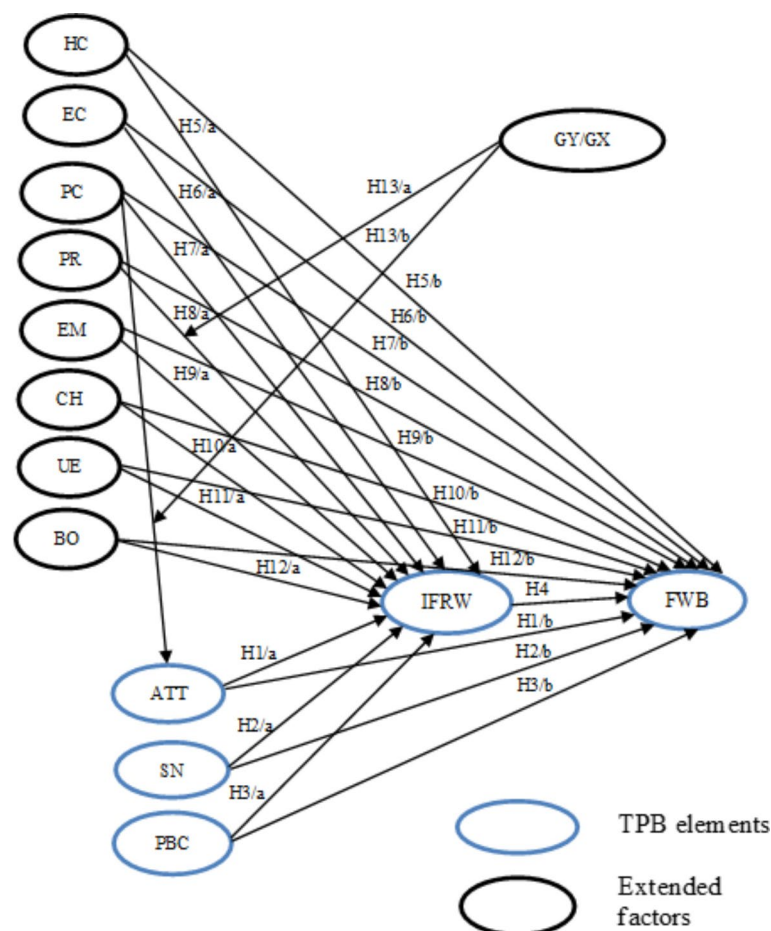 HC
EC
PC
PR
EM
CH
UE
BO
GY/GX
H5/a
H6/a
H7/a
H8/a
H9/a
H10/a
H11/a
H12/a
H13/a
H13/b
H5/b
H6/b
H7/b
H8/b
H9/b
H10/b
H11/b
H12/b
IFRW
H4
FWB
H1/a
H1/b
H2/b
H3/b
ATT
H2/a
SN
H3/a
PBC
TPB elements
Extended
factors